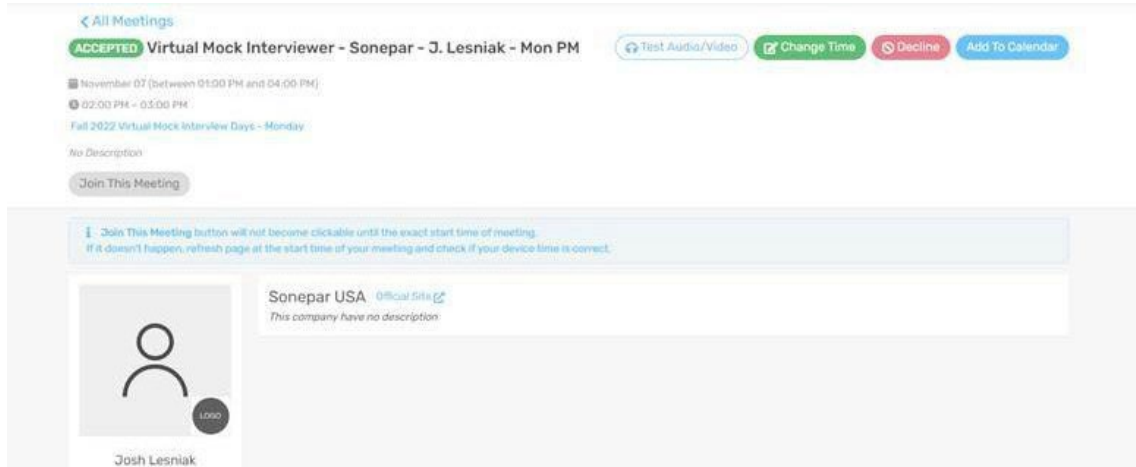 All Meetings
ACCEPTED Virtual Mock Interviewer - Sonepar - J. Lesniak - Mon PM
Test Audio/Video
Change Time
Decline
Add To Calendar
November 07 (between 01:00 PM and 04:00 PM)
02:00 PM - 03:00 PM
Fall 2022 Virtual Mock Interview Days - Monday
No Description
Join This Meeting
Join This Meeting button will not become clickable until the exact start time of meeting.
If it doesn't happen, refresh page at the start time of your meeting and check if your device time is correct.
Sonepar USA Official Site
This company have no description
LOGO
Josh Lesniak